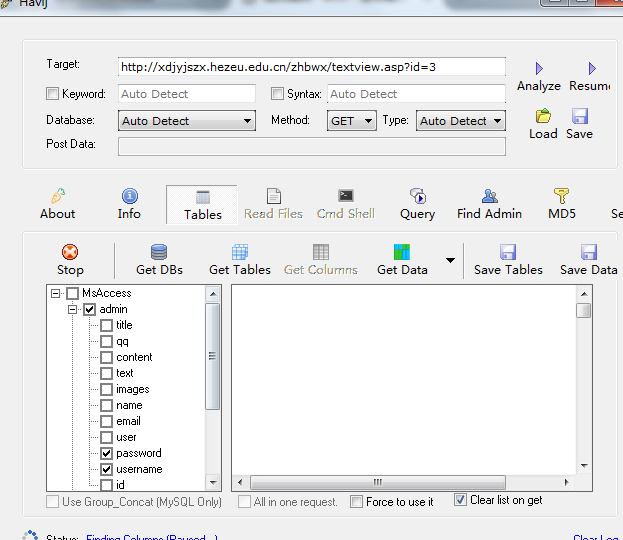 Havij
Target: http://xdjyjszx.hezeu.edu.cn/zhbwx/textview.asp?id=3
Keyword: Auto Detect Syntax: Auto Detect
Analyze Resume
Database: Auto Detect Method: GET Type: Auto Detect
Load Save
Post Data:
About Info Tables Read Files Cmd Shell Query Find Admin MD5 Se
Stop Get DBs Get Tables Get Columns Get Data Save Tables Save Data
MsAccess
admin
title
qq
content
text
images
name
email
user
password
username
id
Use Group_Concat (MySQL Only) All in one request. Force to use it Clear list on get
Status: Finding Columns (Paused...) Clear Log